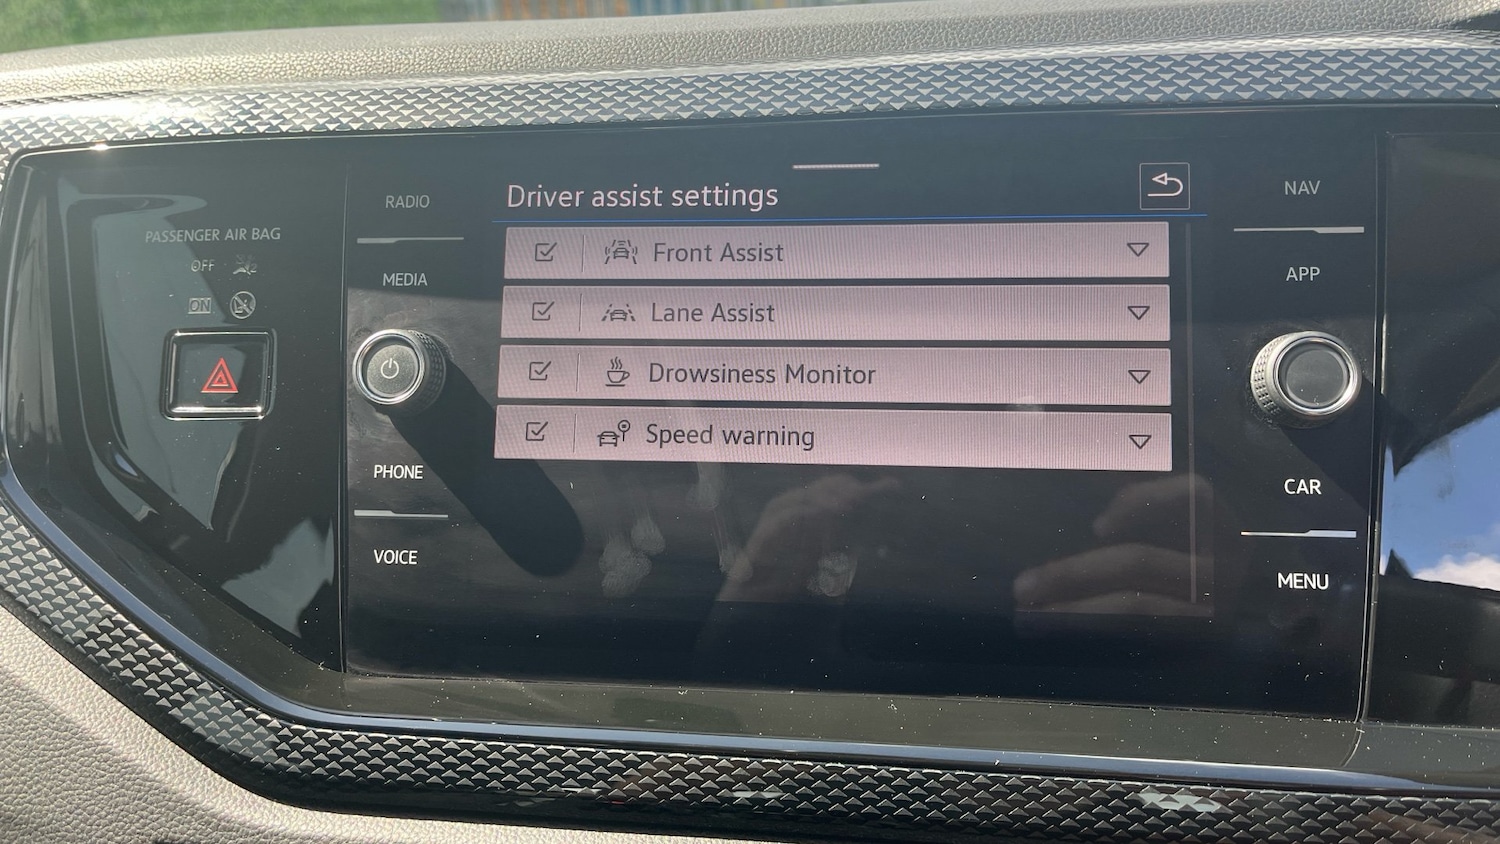 PASSENGER AIR BAG
OFF
ON
RADIO
MEDIA
PHONE
VOICE
Driver assist settings
Front Assist
Lane Assist
Drowsiness Monitor
Speed warning
NAV
APP
CAR
MENU